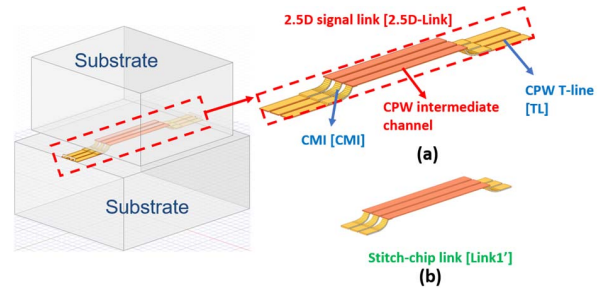 Substrate
Substrate
2.5D signal link [2.5D-Link]
CPW T-line
[TL]
CPW intermediate
channel
CMI [CMI]
(a)
Stitch-chip link [Link1']
(b)